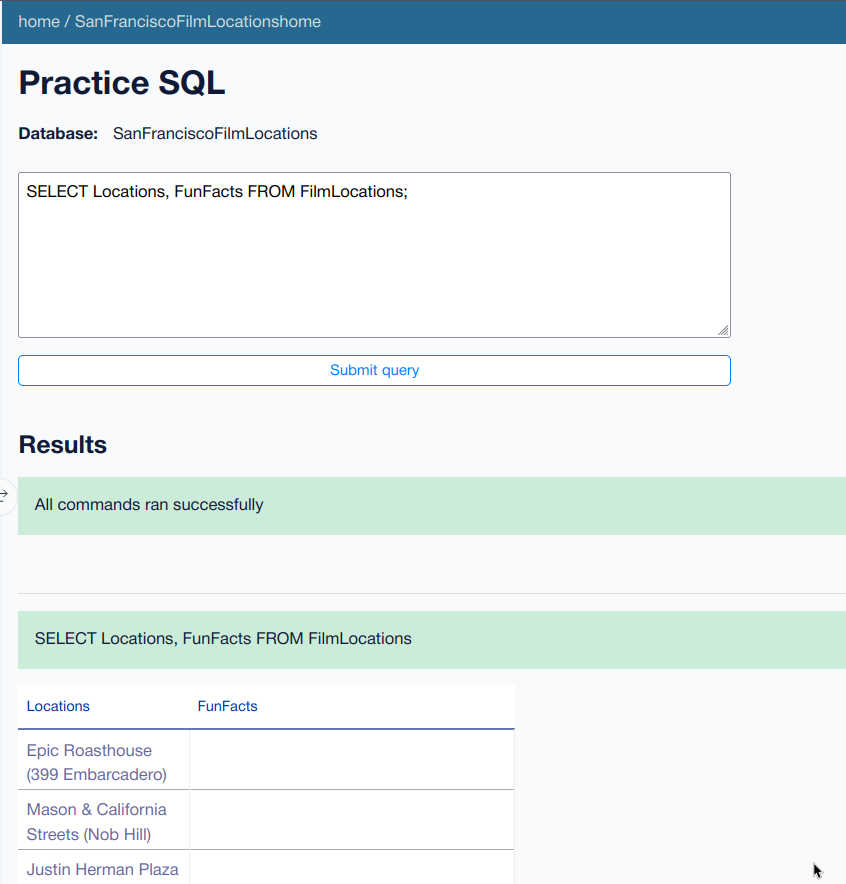 home / SanFranciscoFilmLocationshome
Practice SQL
Database: SanFranciscoFilmLocations
SELECT Locations, FunFacts FROM FilmLocations;
Submit query
Results
All commands ran successfully
SELECT Locations, FunFacts FROM FilmLocations
Locations FunFacts
Epic Roasthouse
(399 Embarcadero)
Mason & California
Streets (Nob Hill)
Justin Herman Plaza